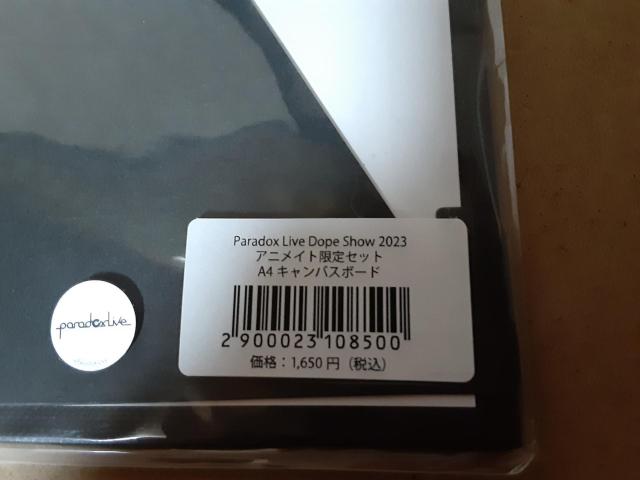 Paradox Live Dope Show 2023
アニメイト限定セット
A4 キャンバスボード
2 900023 108500
価格：1,650 円（税込）
paradoxlive